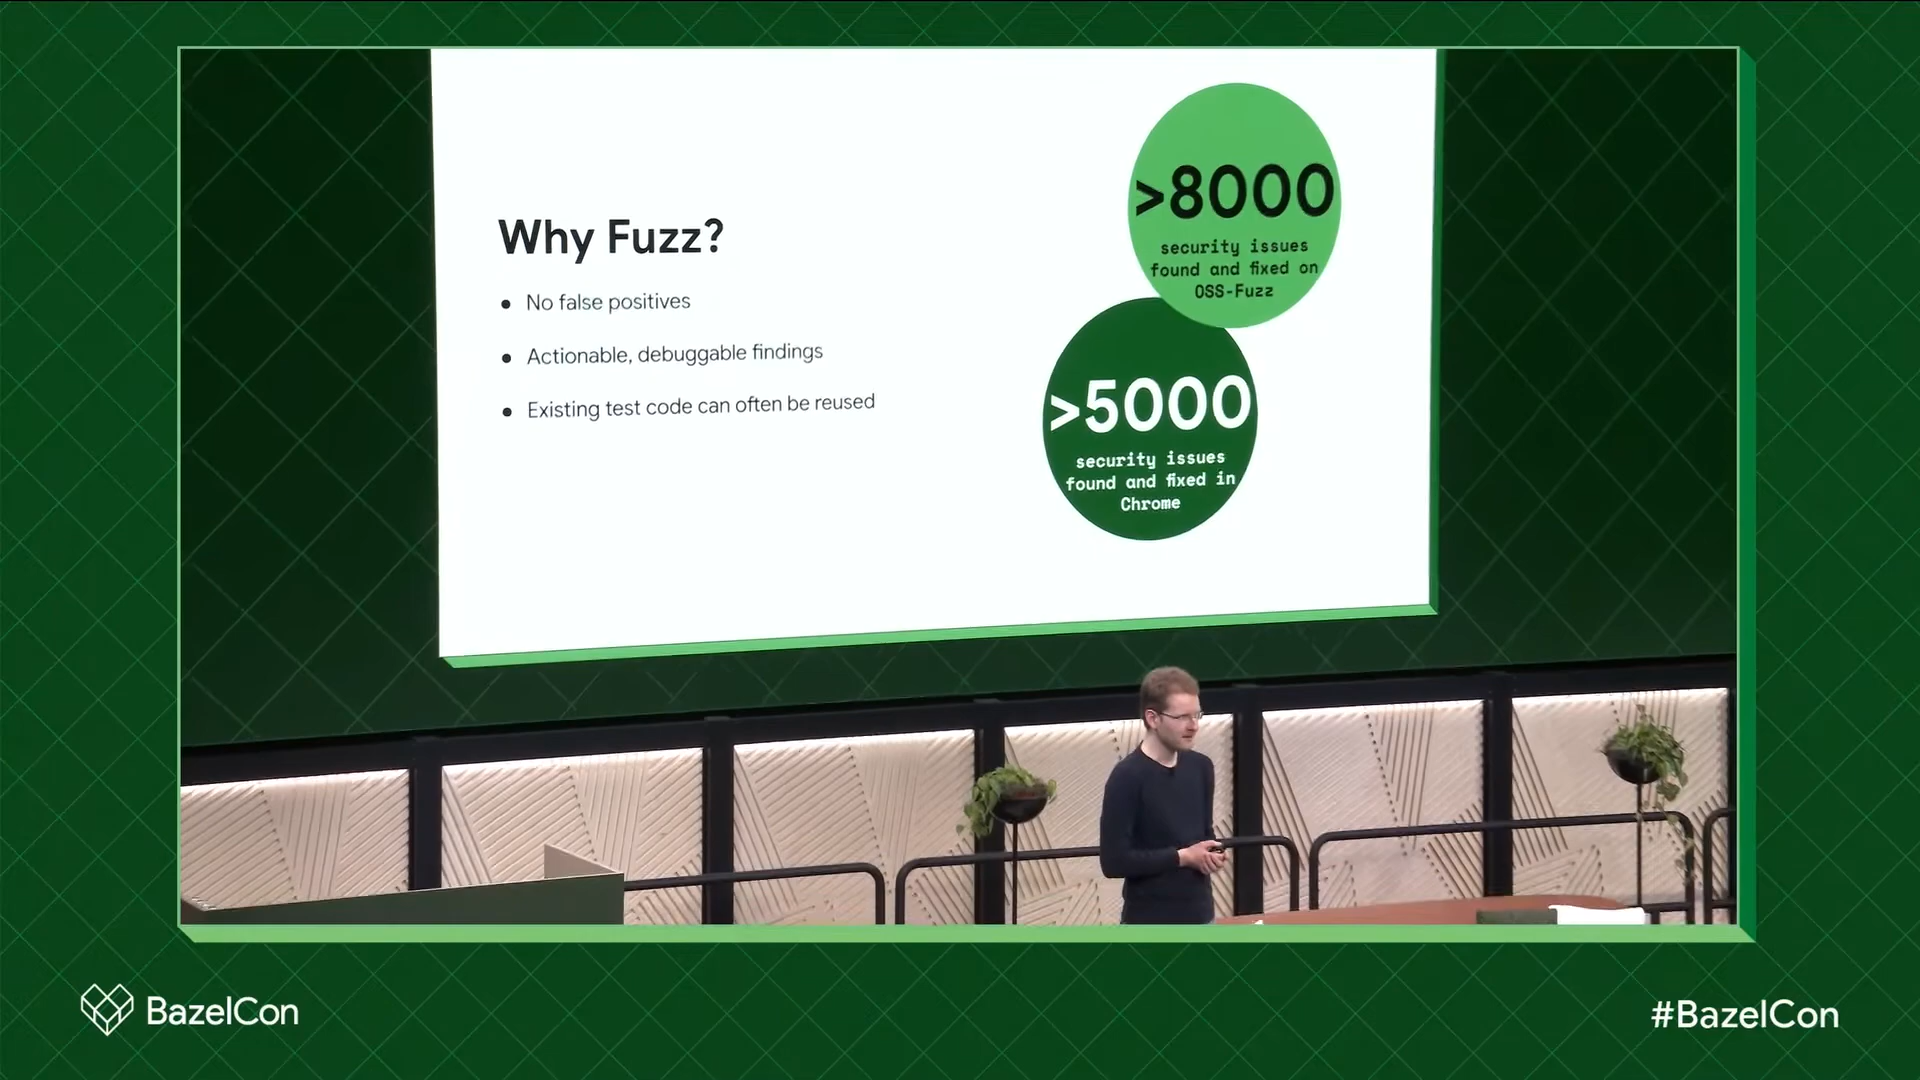 Why Fuzz?
• No false positives
• Actionable, debuggable findings
• Existing test code can often be reused
>8000
security issues
found and fixed on
OSS-Fuzz
>5000
security issues
found and fixed in
Chrome
BazelCon
#BazelCon